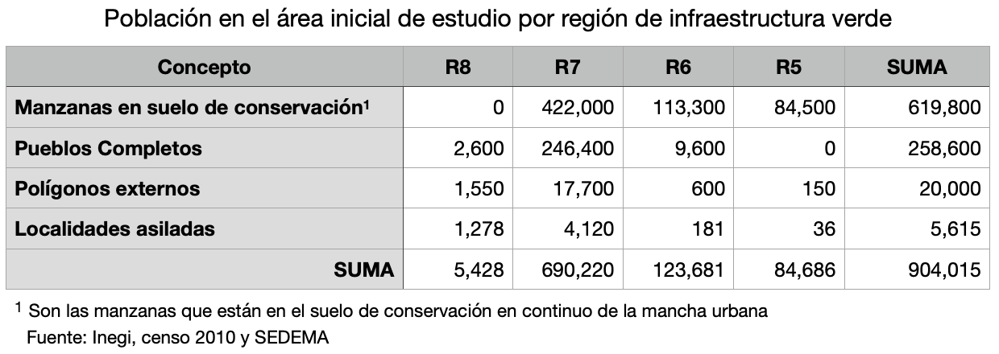 Población en el área inicial de estudio por región de infraestructura verde
Concepto R8 R7 R6 R5 SUMA
Manzanas en suelo de conservación¹ 0 422,000 113,300 84,500 619,800
Pueblos Completos 2,600 246,400 9,600 0 258,600
Polígonos externos 1,550 17,700 600 150 20,000
Localidades asiladas 1,278 4,120 181 36 5,615
SUMA 5,428 690,220 123,681 84,686 904,015
¹ Son las manzanas que están en el suelo de conservación en continuo de la mancha urbana
Fuente: Inegi, censo 2010 y SEDEMA